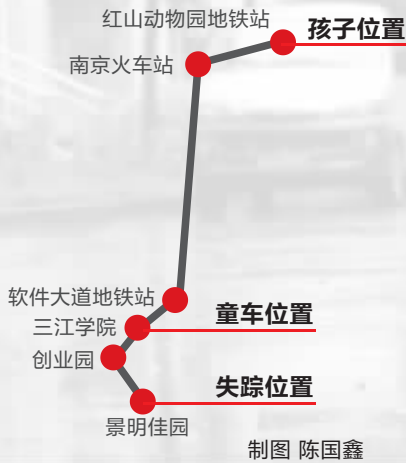 红山动物园地铁站
孩子位置
南京火车站
软件大道地铁站
童车位置
三江学院
创业园
失踪位置
景明佳园
制图 陈国鑫